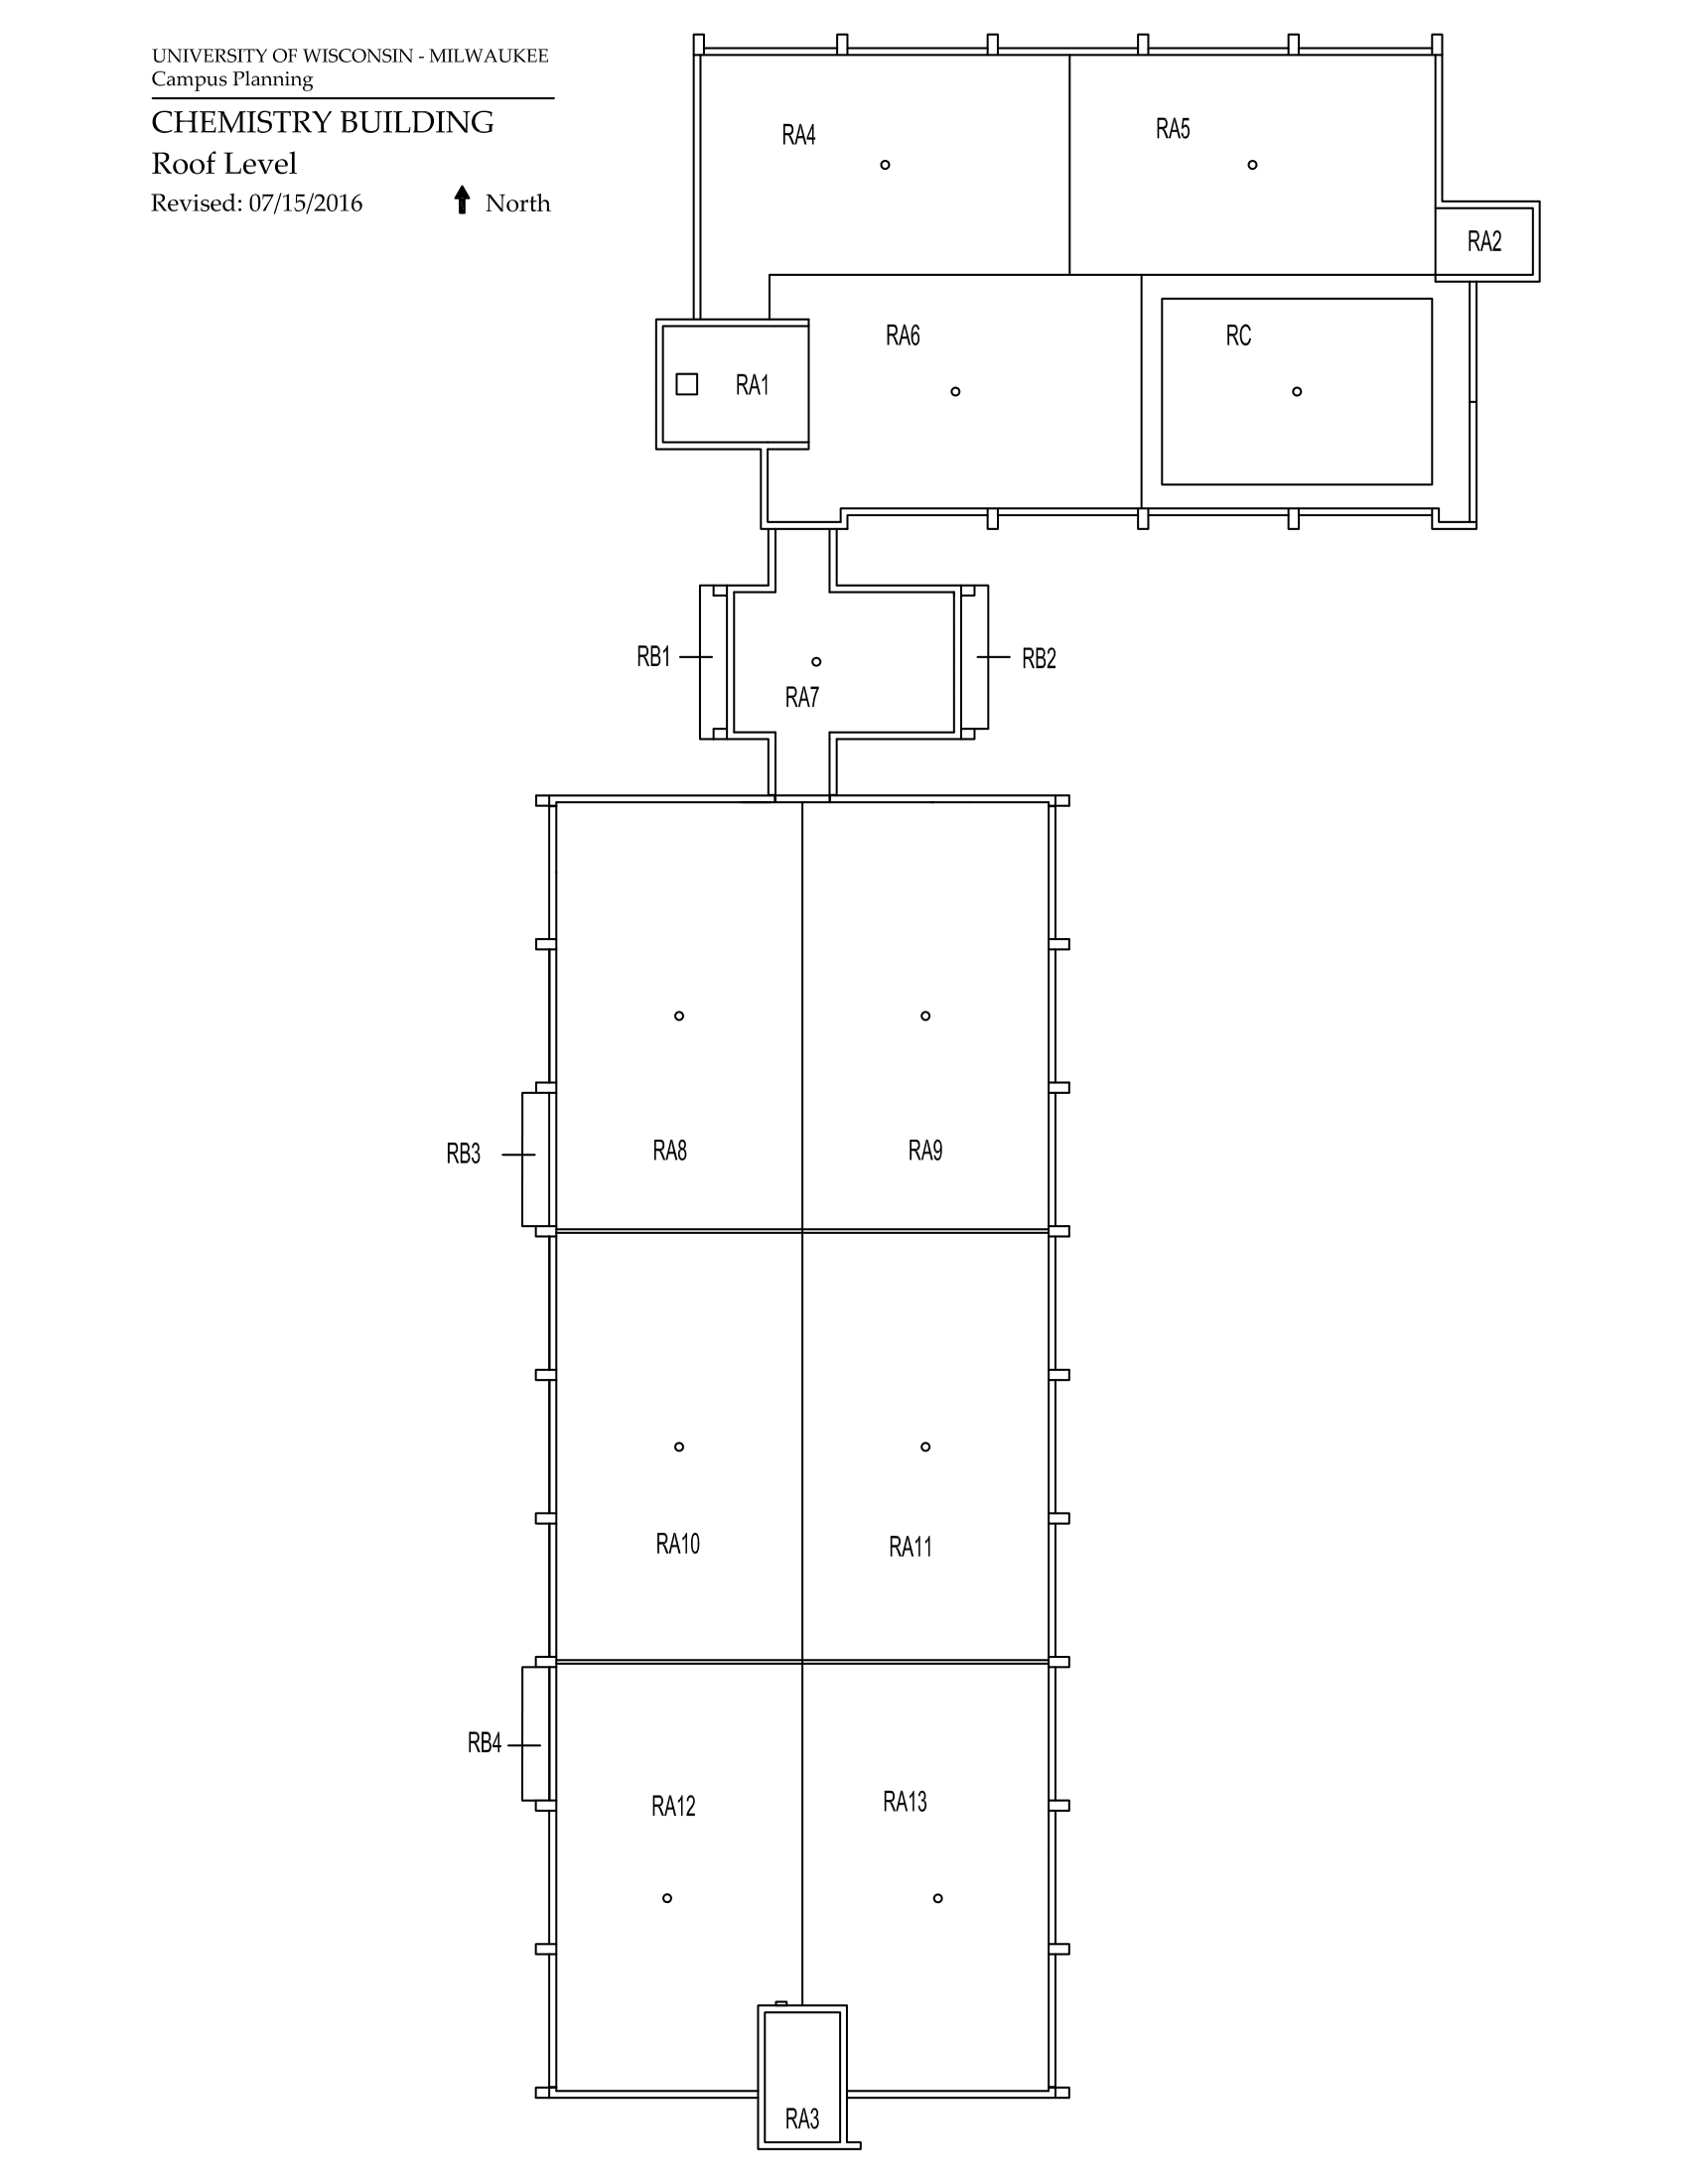 UNIVERSITY OF WISCONSIN - MILWAUKEE
Campus Planning
CHEMISTRY BUILDING
Roof Level
Revised: 07/15/2016 North
RA4
RA5
RA2
RA6
RC
RA1
RB1
RB2
RA7
RB3
RA8
RA9
RA10
RA11
RB4
RA12
RA13
RA3